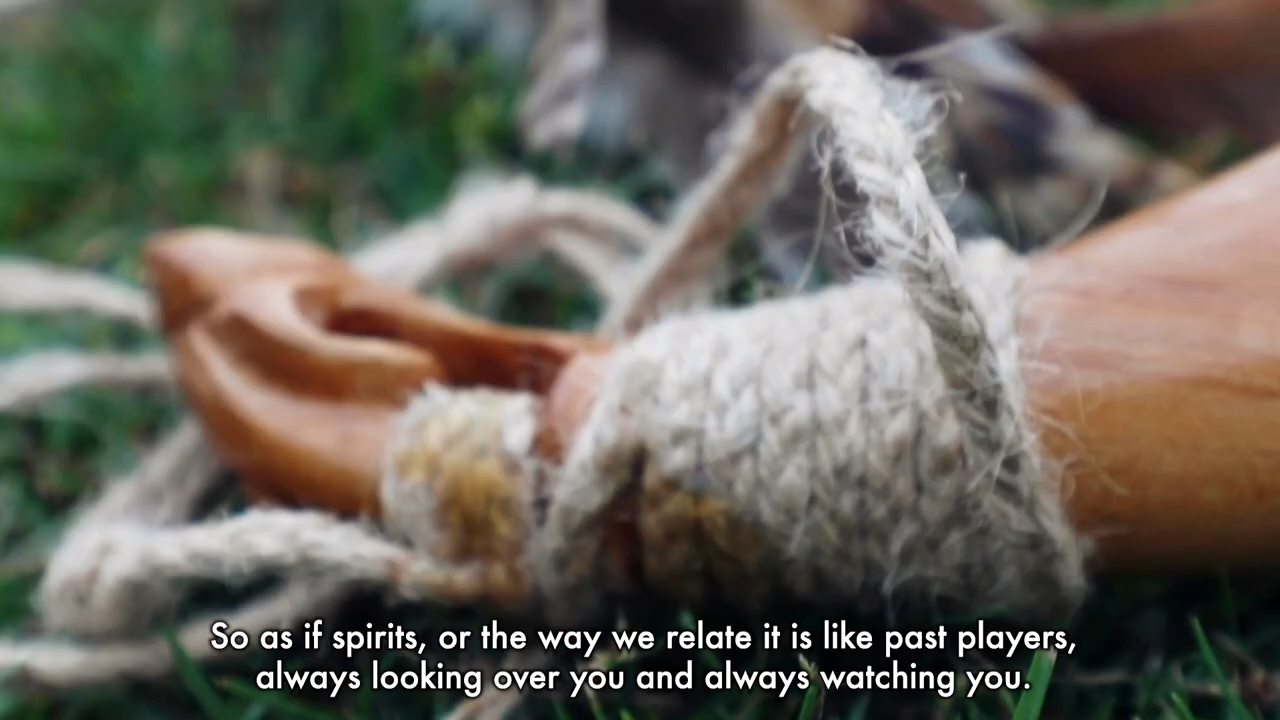 So as if spirits, or the way we relate it is like past players,
always looking over you and always watching you.